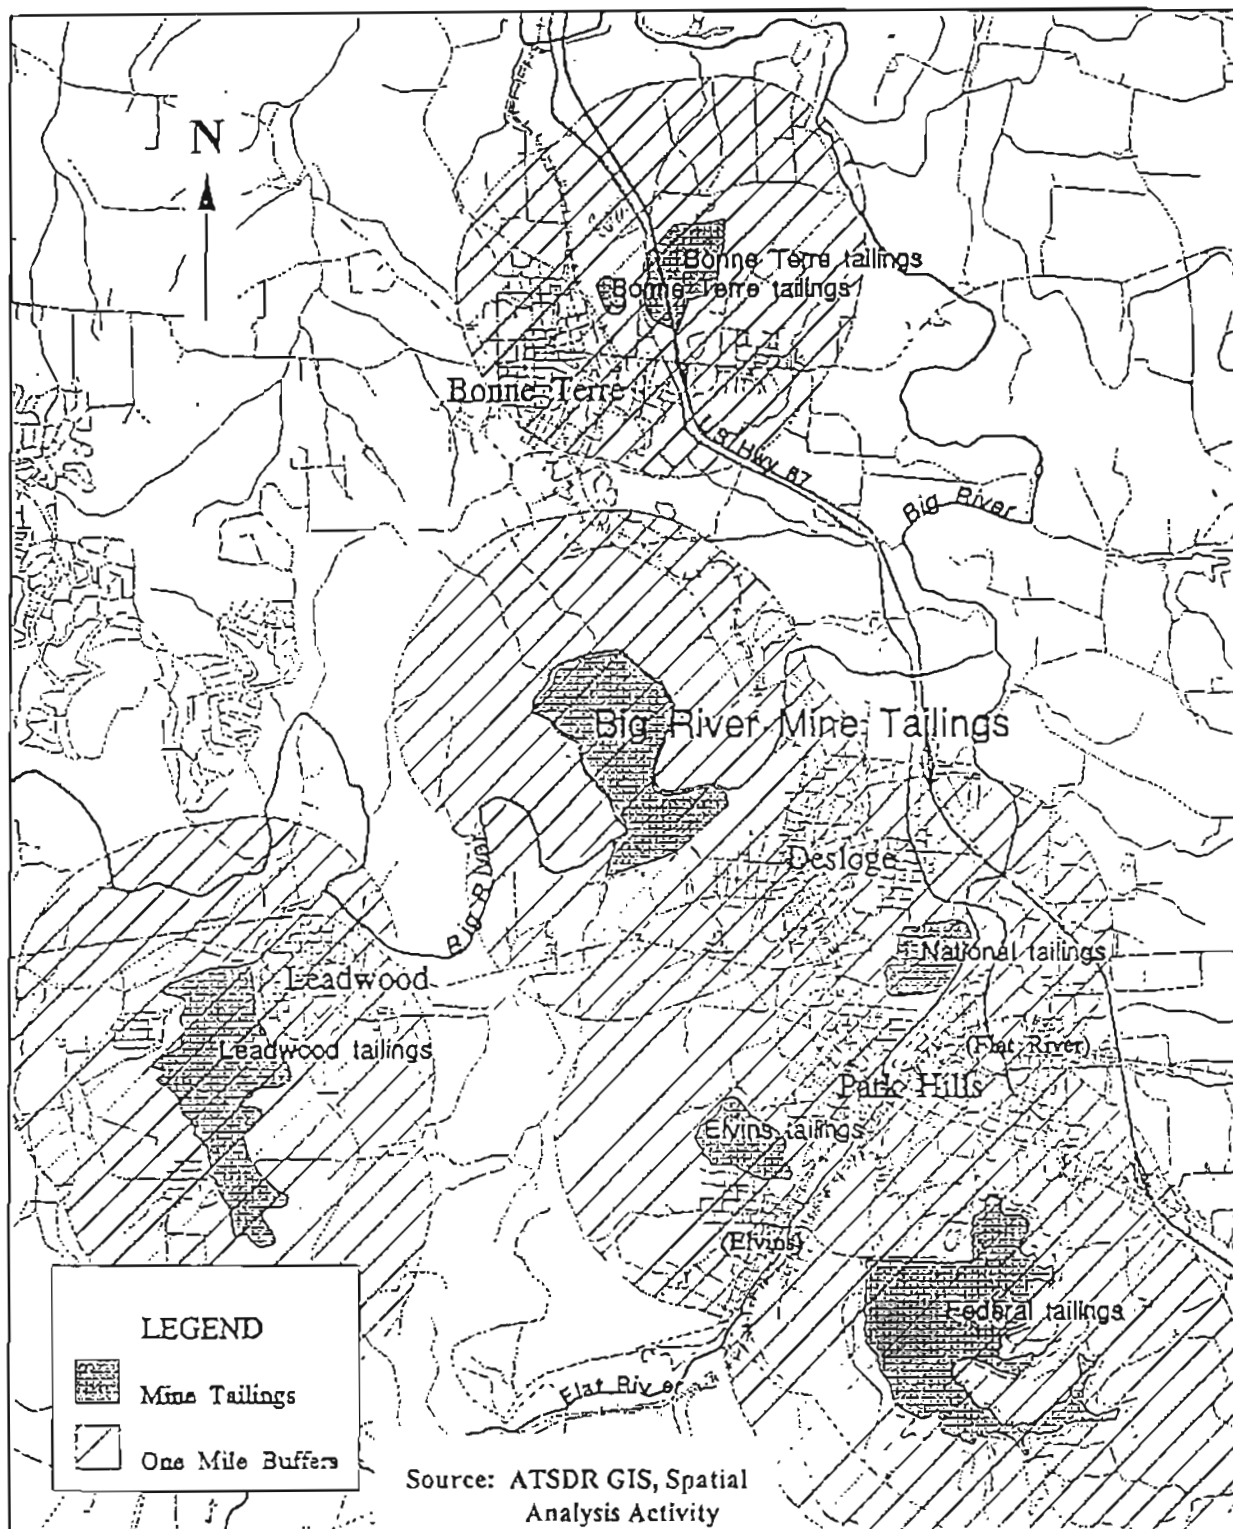 N
Bonne Terre tailings
Bonne Terre tailings
Bonne Terre
U.S. Hwy 67
Big River
Big River Mine Tailings
Desloge
Big River
National tailings
Leadwood
Leadwood tailings
(Flat River)
Park Hills
Elvins tailings
(Elvins)
Federal tailings
Flat River
LEGEND
Mine Tailings
One Mile Buffers
Source: ATSDR GIS, Spatial
Analysis Activity